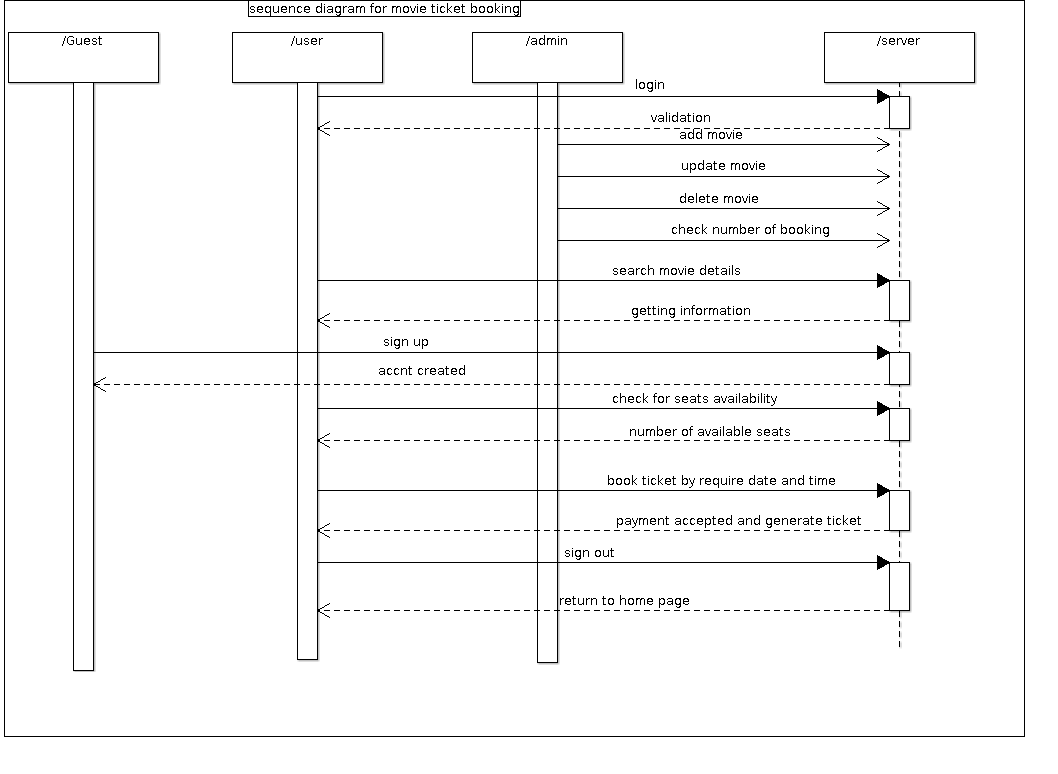 sequence diagram for movie ticket booking
/Guest
/user
/admin
/server
login
validation
add movie
update movie
delete movie
check number of booking
search movie details
getting information
sign up
accnt created
check for seats availability
number of available seats
book ticket by require date and time
payment accepted and generate ticket
sign out
return to home page